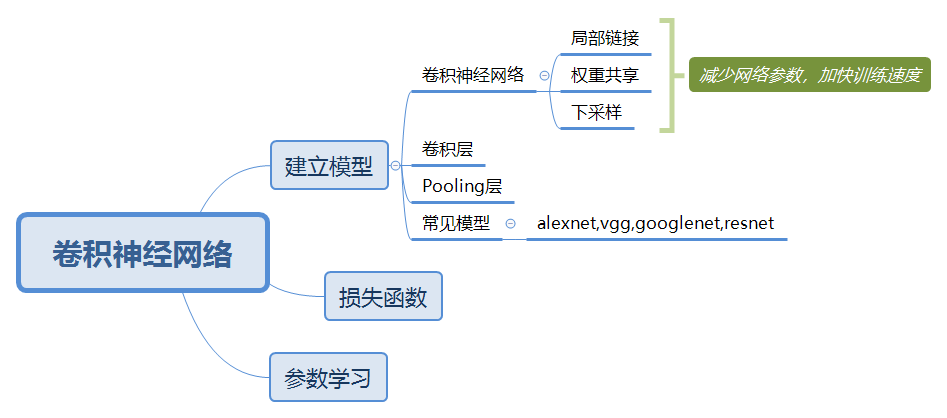 局部链接
卷积神经网络
权重共享
减少网络参数，加快训练速度
下采样
建立模型
卷积层
Pooling层
常见模型
alexnet,vgg,googlenet,resnet
卷积神经网络
损失函数
参数学习